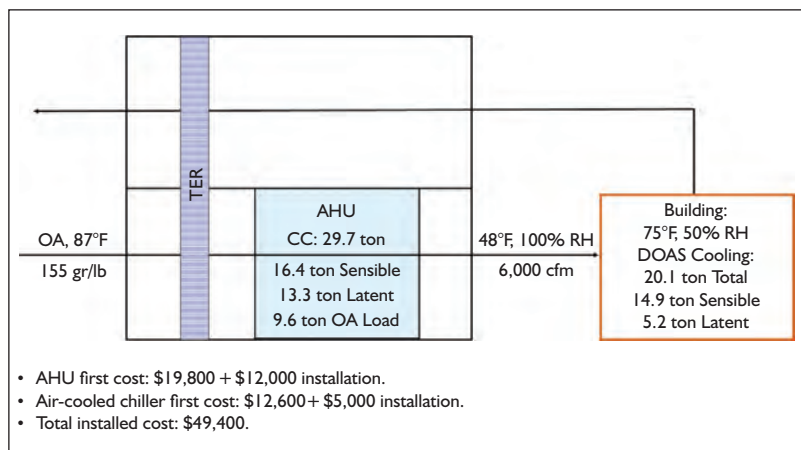 TER
OA, 87°F
155 gr/lb
AHU
CC: 29.7 ton
16.4 ton Sensible
13.3 ton Latent
9.6 ton OA Load
48°F, 100% RH
6,000 cfm
Building:
75°F, 50% RH
DOAS Cooling:
20.1 ton Total
14.9 ton Sensible
5.2 ton Latent
• AHU first cost: $19,800 + $12,000 installation.
• Air-cooled chiller first cost: $12,600+ $5,000 installation.
• Total installed cost: $49,400.